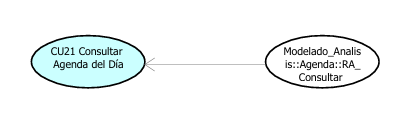 CU21 Consultar
Agenda del Día
Modelado_Analis
is::Agenda::RA_
Consultar